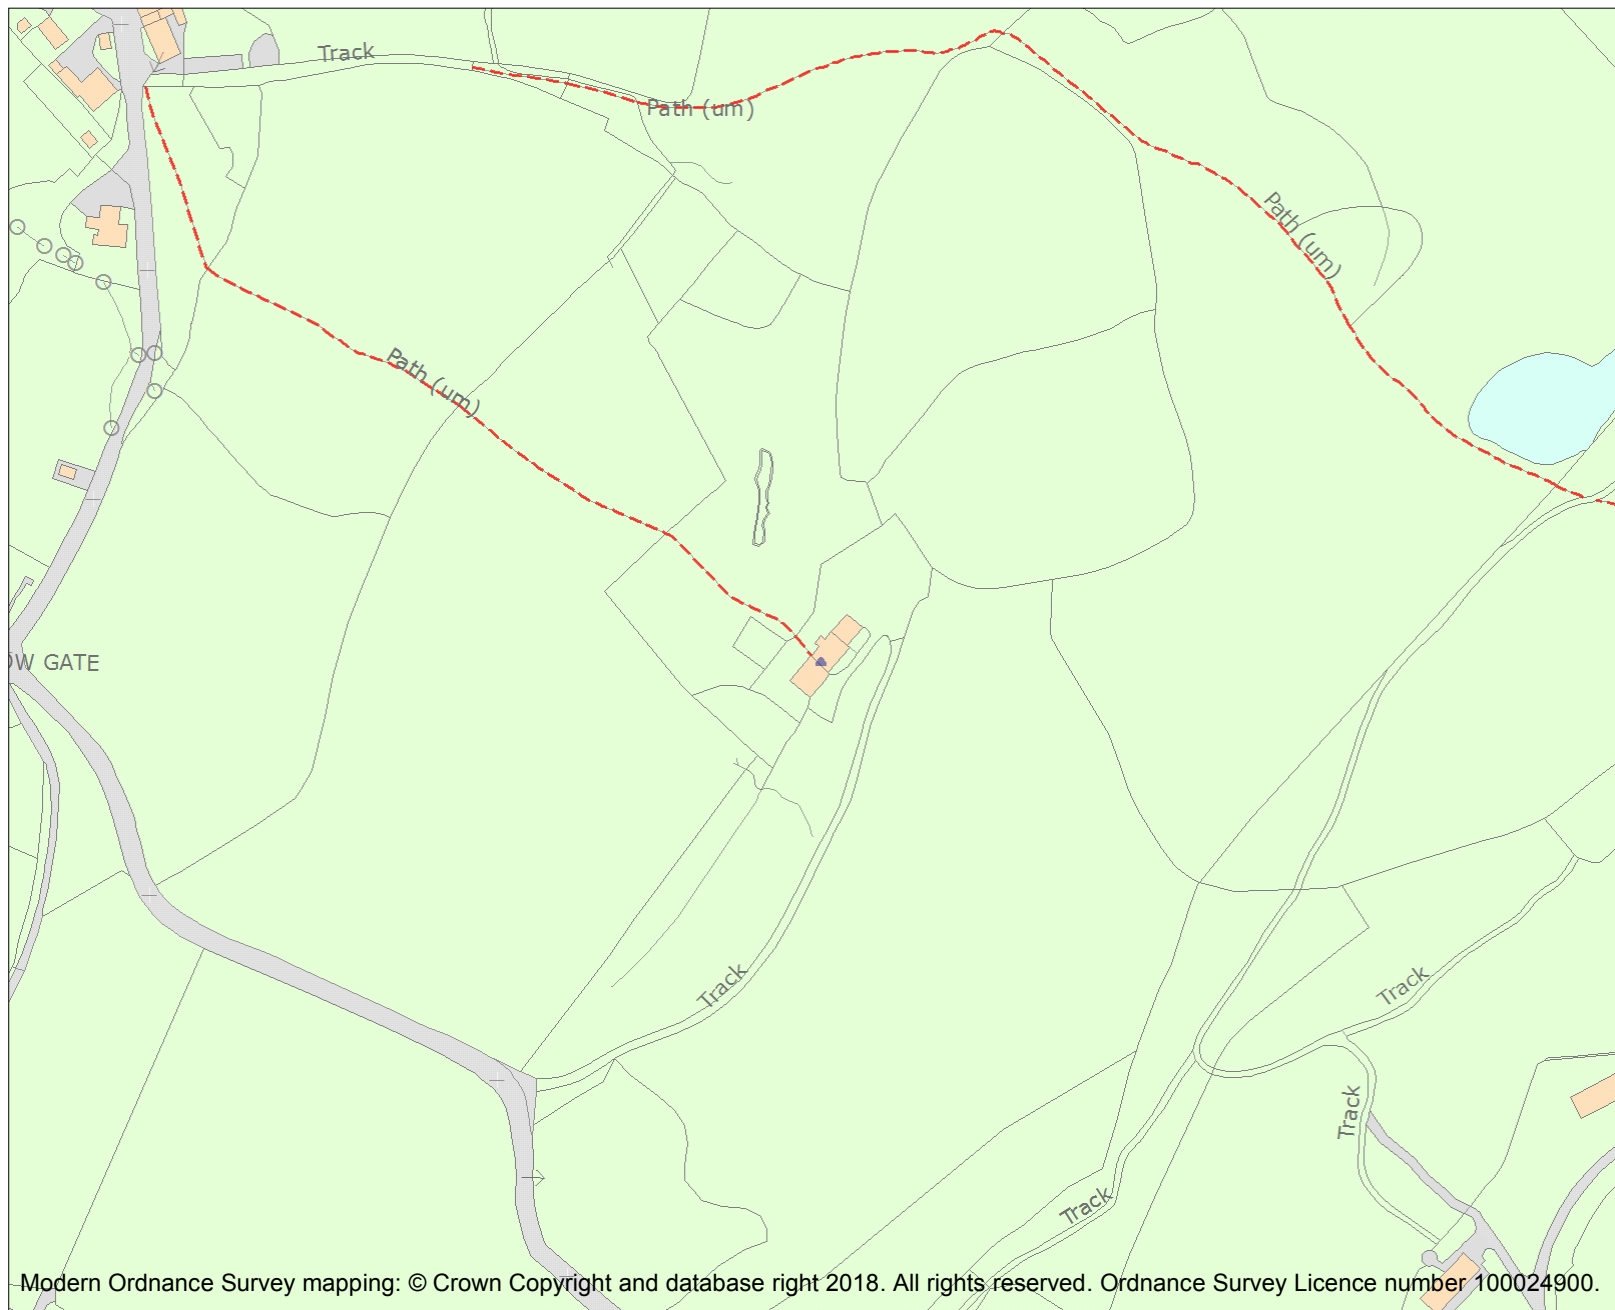 Track
Path (um)
Path (um)
Path (um)
OW GATE
Track
Track
Track
Track
Modern Ordnance Survey mapping: © Crown Copyright and database right 2018. All rights reserved. Ordnance Survey Licence number 100024900.